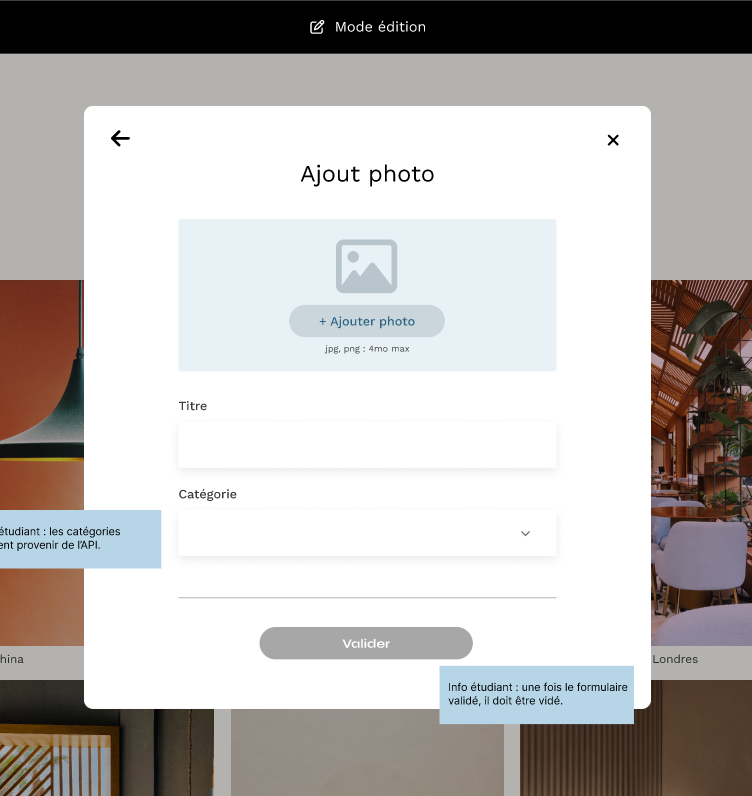 Mode édition
Ajout photo
+ Ajouter photo
jpg, png : 4mo max
Titre
Catégorie
étudiant : les catégories
ent provenir de l'API.
Valider
hina
Londres
Info étudiant : une fois le formulaire
validé, il doit être vidé.